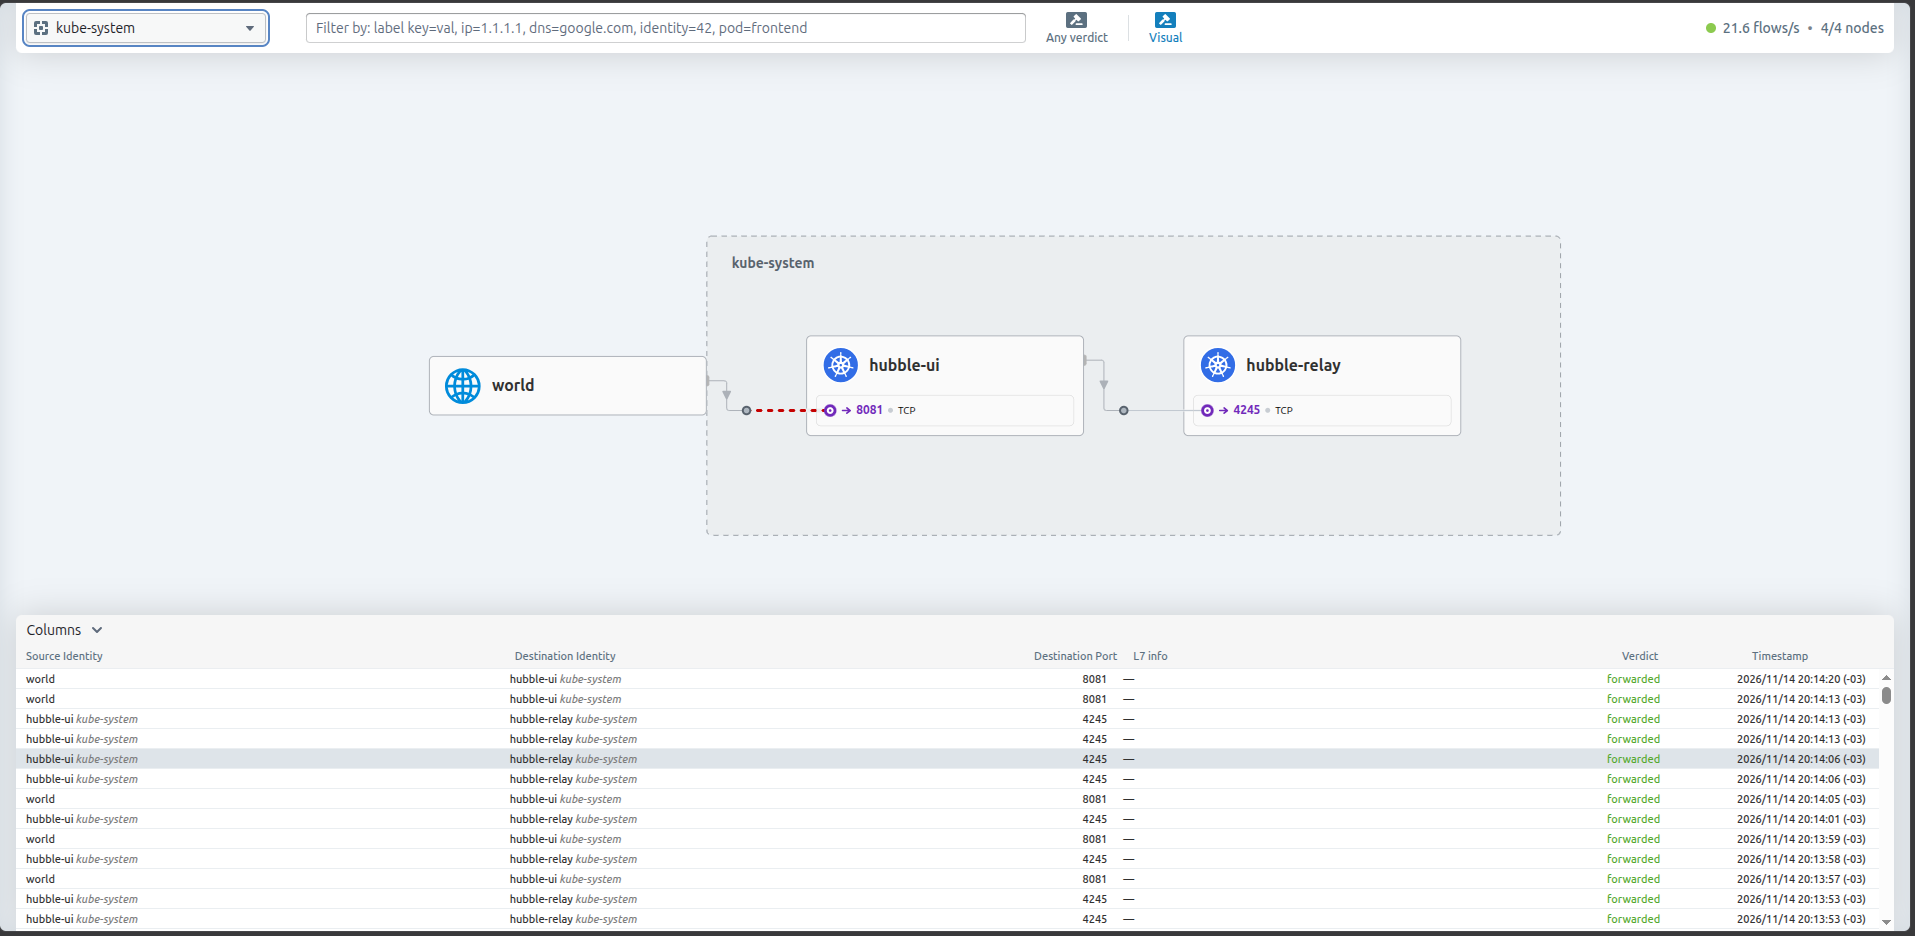 kube-system
Filter by: label key=val, ip=1.1.1.1, dns=google.com, identity=42, pod=frontend
Any verdict
Visual
21.6 flows/s • 4/4 nodes
kube-system
world
hubble-ui
→ 8081 • TCP
hubble-relay
→ 4245 • TCP
Columns
Source Identity Destination Identity Destination Port L7 info Verdict Timestamp
world hubble-ui kube-system 8081 — forwarded 2026/11/14 20:14:20 (-03)
world hubble-ui kube-system 8081 — forwarded 2026/11/14 20:14:13 (-03)
hubble-ui kube-system hubble-relay kube-system 4245 — forwarded 2026/11/14 20:14:13 (-03)
hubble-ui kube-system hubble-relay kube-system 4245 — forwarded 2026/11/14 20:14:13 (-03)
hubble-ui kube-system hubble-relay kube-system 4245 — forwarded 2026/11/14 20:14:06 (-03)
hubble-ui kube-system hubble-relay kube-system 4245 — forwarded 2026/11/14 20:14:06 (-03)
world hubble-ui kube-system 8081 — forwarded 2026/11/14 20:14:05 (-03)
hubble-ui kube-system hubble-relay kube-system 4245 — forwarded 2026/11/14 20:14:01 (-03)
world hubble-ui kube-system 8081 — forwarded 2026/11/14 20:13:59 (-03)
hubble-ui kube-system hubble-relay kube-system 4245 — forwarded 2026/11/14 20:13:58 (-03)
world hubble-ui kube-system 8081 — forwarded 2026/11/14 20:13:57 (-03)
hubble-ui kube-system hubble-relay kube-system 4245 — forwarded 2026/11/14 20:13:53 (-03)
hubble-ui kube-system hubble-relay kube-system 4245 — forwarded 2026/11/14 20:13:53 (-03)